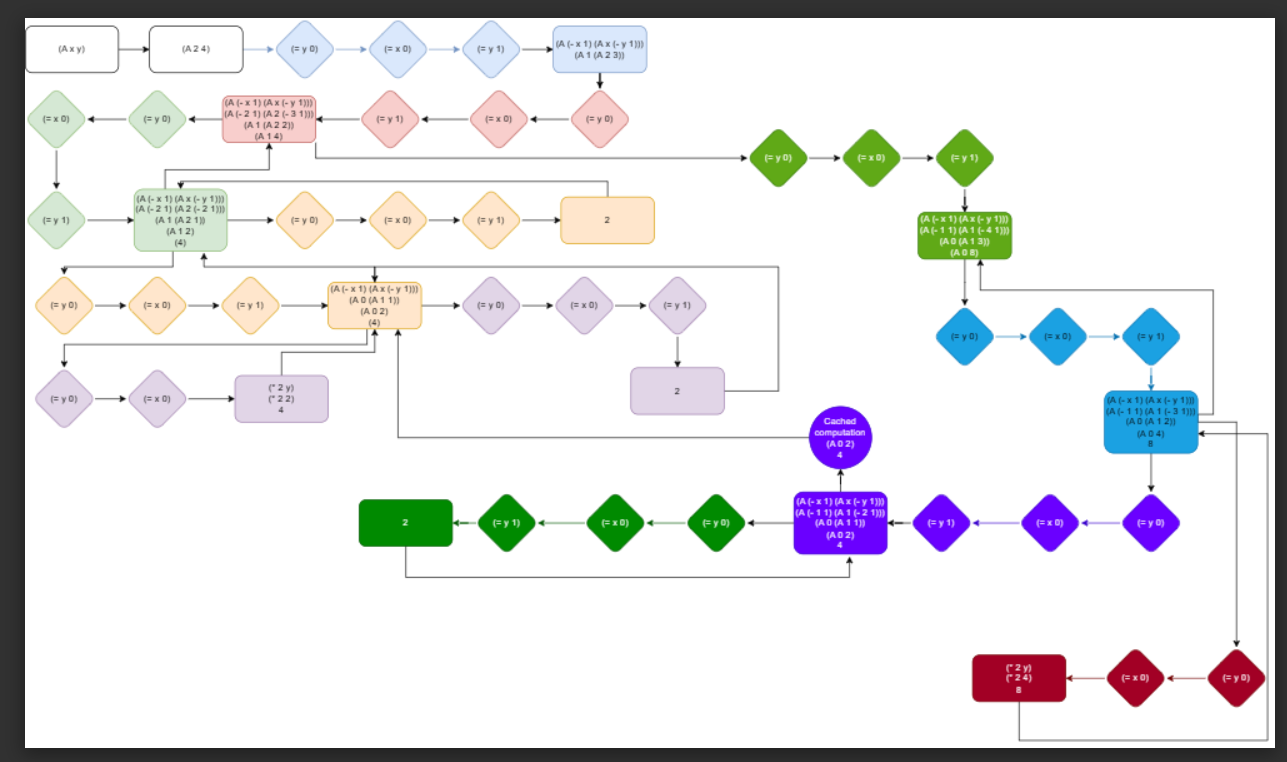 (A x y)
(A 2 4)
(= y 0)
(= x 0)
(= y 1)
(A (- x 1) (A x (- y 1)))
(A 1 (A 2 3))
(= x 0)
(= y 0)
(A (- x 1) (A x (- y 1)))
(A (- 2 1) (A 2 (- 3 1)))
(A 1 (A 2 2))
(A 1 4)
(= y 1)
(= x 0)
(= y 0)
(= y 0)
(= x 0)
(= y 1)
(= y 1)
(A (- x 1) (A x (- y 1)))
(A (- 2 1) (A 2 (- 2 1)))
(A 1 (A 2 1))
(A 1 2)
(4)
(= y 0)
(= x 0)
(= y 1)
2
(A (- x 1) (A x (- y 1)))
(A (- 1 1) (A 1 (- 4 1)))
(A 0 (A 1 3))
(A 0 8)
(= y 0)
(= x 0)
(= y 1)
(A (- x 1) (A x (- y 1)))
(A 0 (A 1 1))
(A 0 2)
(4)
(= y 0)
(= x 0)
(= y 1)
(= y 0)
(= x 0)
(= y 1)
(= y 0)
(= x 0)
(* 2 y)
(* 2 2)
4
2
(A (- x 1) (A x (- y 1)))
(A (- 1 1) (A 1 (- 3 1)))
(A 0 (A 1 2))
(A 0 4)
8
Cached
computation
(A 0 2)
4
2
(= y 1)
(= x 0)
(= y 0)
(A (- x 1) (A x (- y 1)))
(A (- 1 1) (A 1 (- 2 1)))
(A 0 (A 1 1))
(A 0 2)
4
(= y 1)
(= x 0)
(= y 0)
(* 2 y)
(* 2 4)
8
(= x 0)
(= y 0)